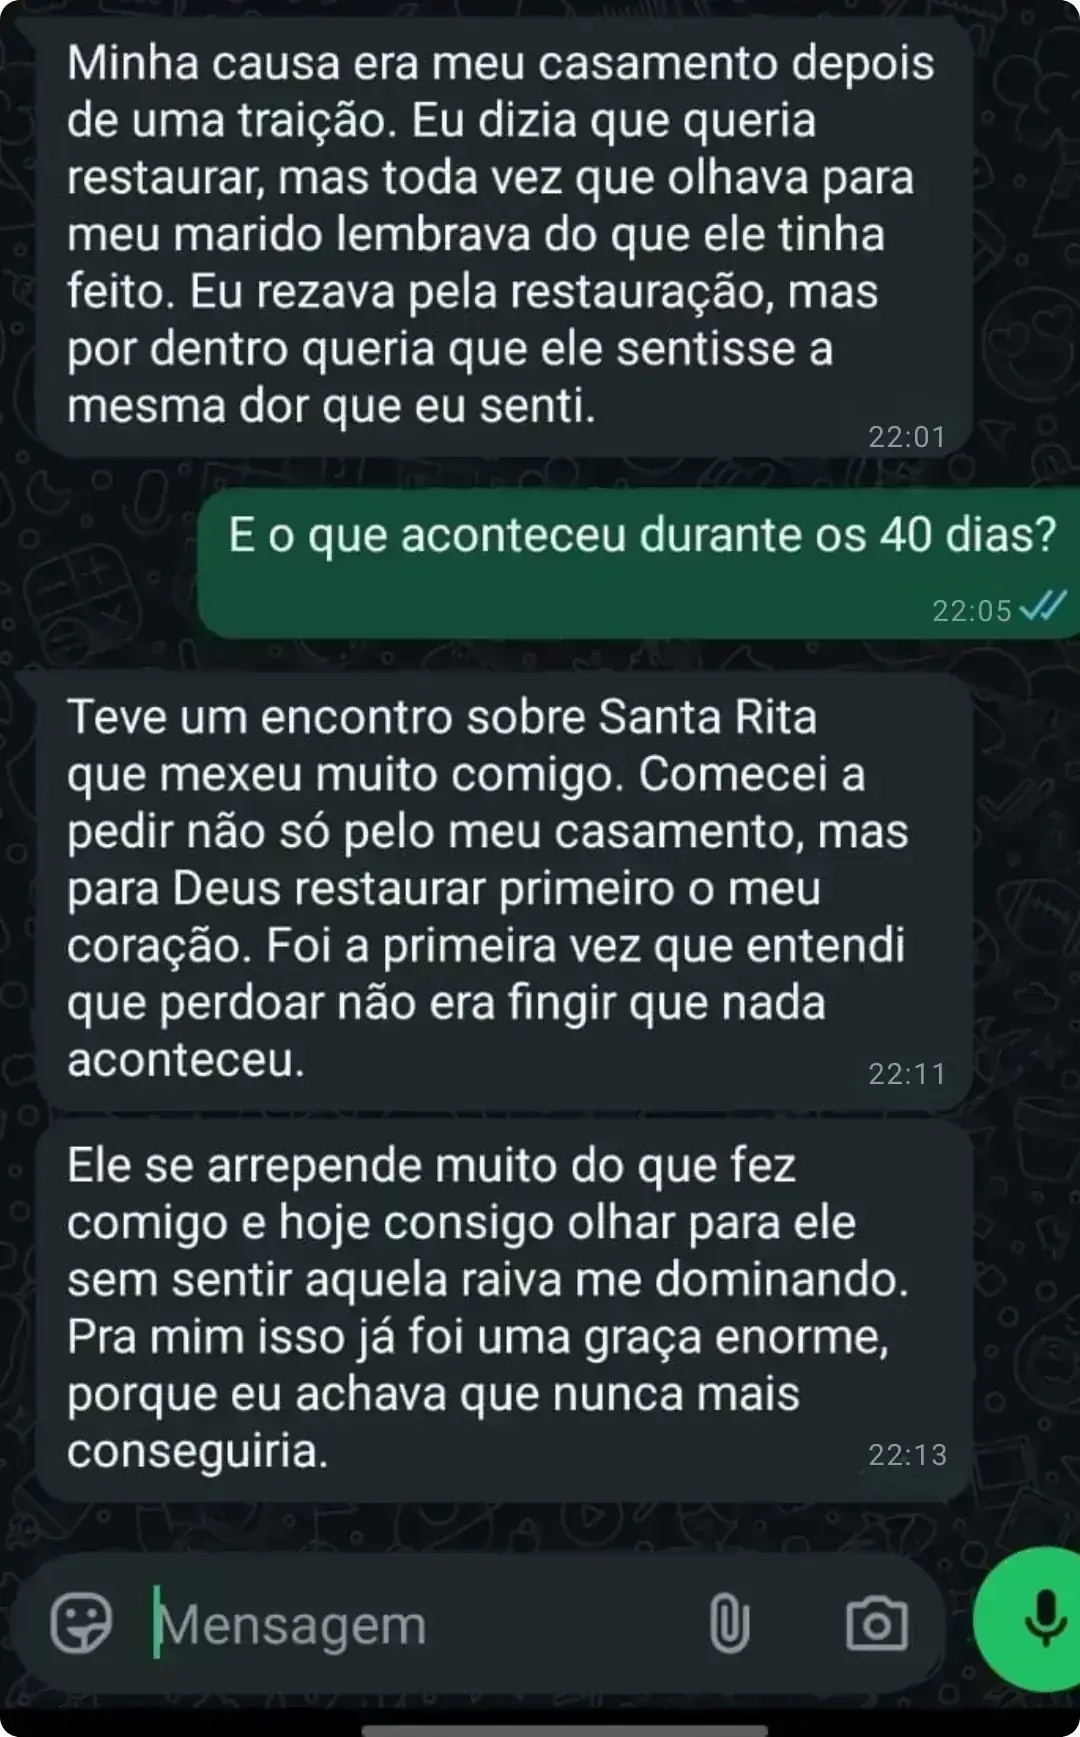 Minha causa era meu casamento depois
de uma traição. Eu dizia que queria
restaurar, mas toda vez que olhava para
meu marido lembrava do que ele tinha
feito. Eu rezava pela restauração, mas
por dentro queria que ele sentisse a
mesma dor que eu senti.
22:01
E o que aconteceu durante os 40 dias?
22:05
Teve um encontro sobre Santa Rita
que mexeu muito comigo. Comecei a
pedir não só pelo meu casamento, mas
para Deus restaurar primeiro o meu
coração. Foi a primeira vez que entendi
que perdoar não era fingir que nada
aconteceu.
22:11
Ele se arrepende muito do que fez
comigo e hoje consigo olhar para ele
sem sentir aquela raiva me dominando.
Pra mim isso já foi uma graça enorme,
porque eu achava que nunca mais
conseguiria.
22:13
Mensagem